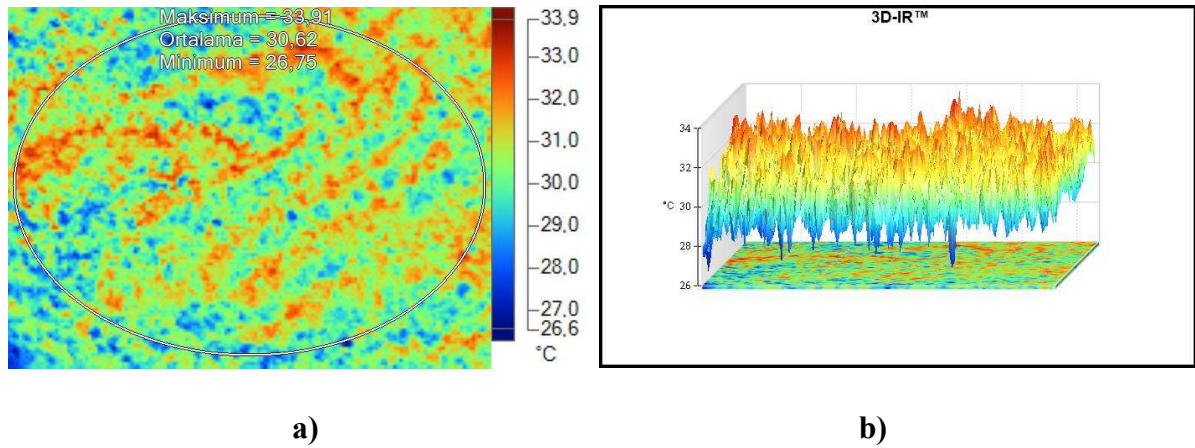 Maksimum = 33,91
Ortalama = 30,62
Minimum = 26,75
33.9
33.0
32.0
31.0
30.0
29.0
28.0
27.0
26.6
°C
3D-IR™
34
32
°C
30
28
26
a)
b)